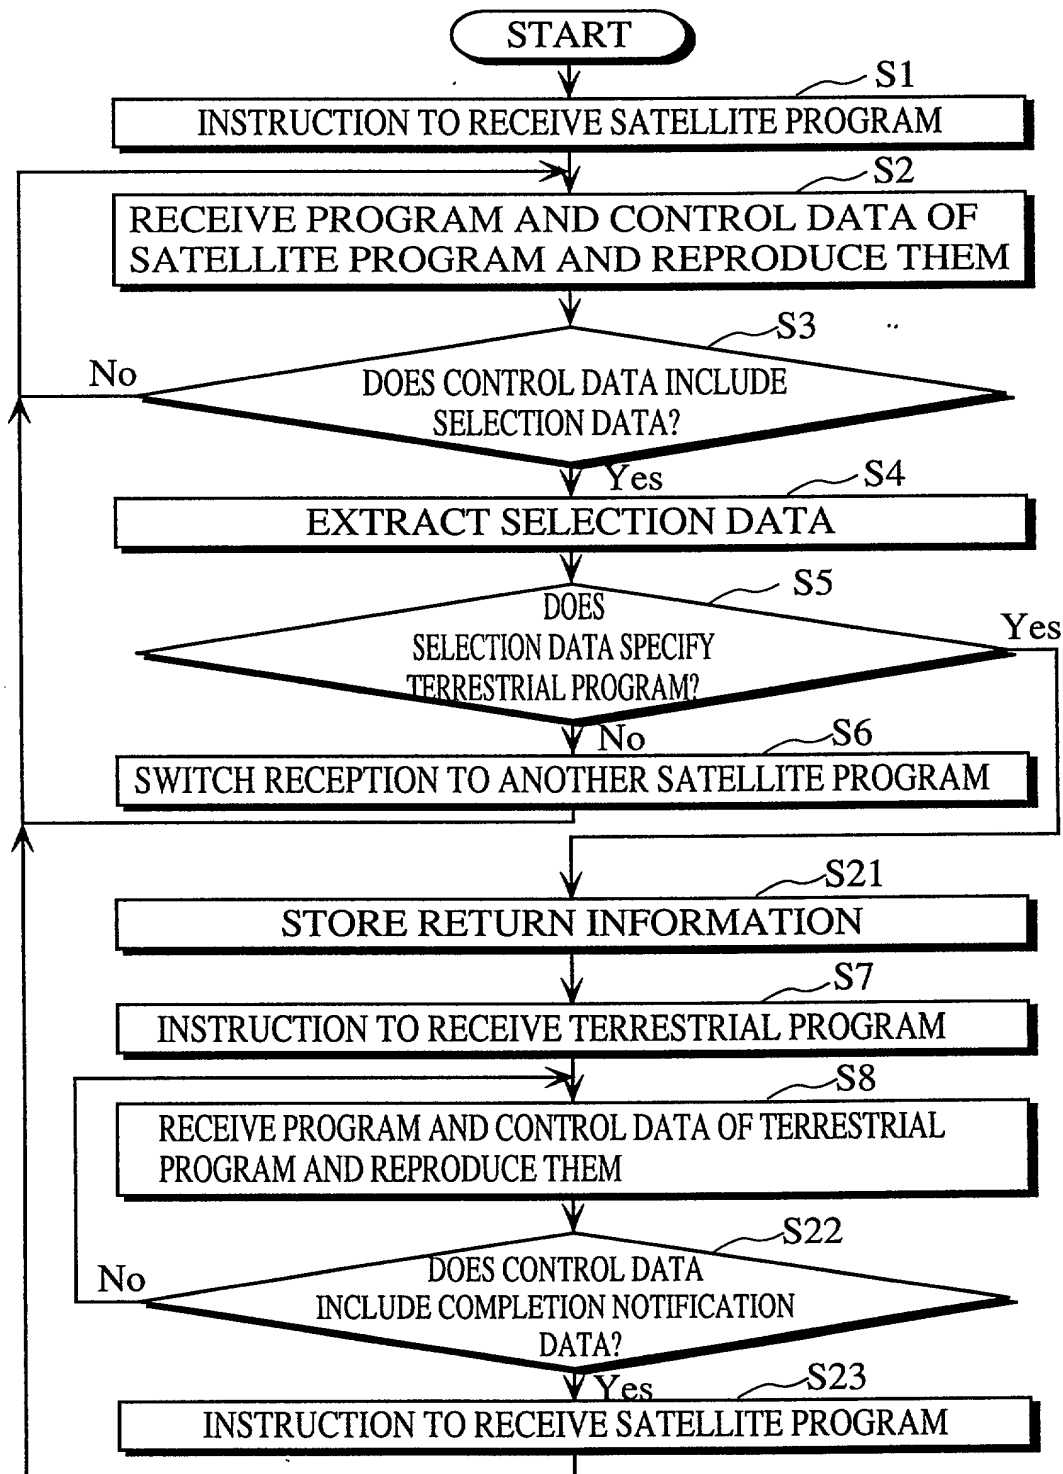 START
S1
INSTRUCTION TO RECEIVE SATELLITE PROGRAM
S2
RECEIVE PROGRAM AND CONTROL DATA OF
SATELLITE PROGRAM AND REPRODUCE THEM
S3
No
DOES CONTROL DATA INCLUDE
SELECTION DATA?
Yes
S4
EXTRACT SELECTION DATA
S5
DOES
Yes
SELECTION DATA SPECIFY
TERRESTRIAL PROGRAM?
No
S6
SWITCH RECEPTION TO ANOTHER SATELLITE PROGRAM
S21
STORE RETURN INFORMATION
S7
INSTRUCTION TO RECEIVE TERRESTRIAL PROGRAM
S8
RECEIVE PROGRAM AND CONTROL DATA OF TERRESTRIAL
PROGRAM AND REPRODUCE THEM
S22
No
DOES CONTROL DATA
INCLUDE COMPLETION NOTIFICATION
DATA?
Yes
S23
INSTRUCTION TO RECEIVE SATELLITE PROGRAM